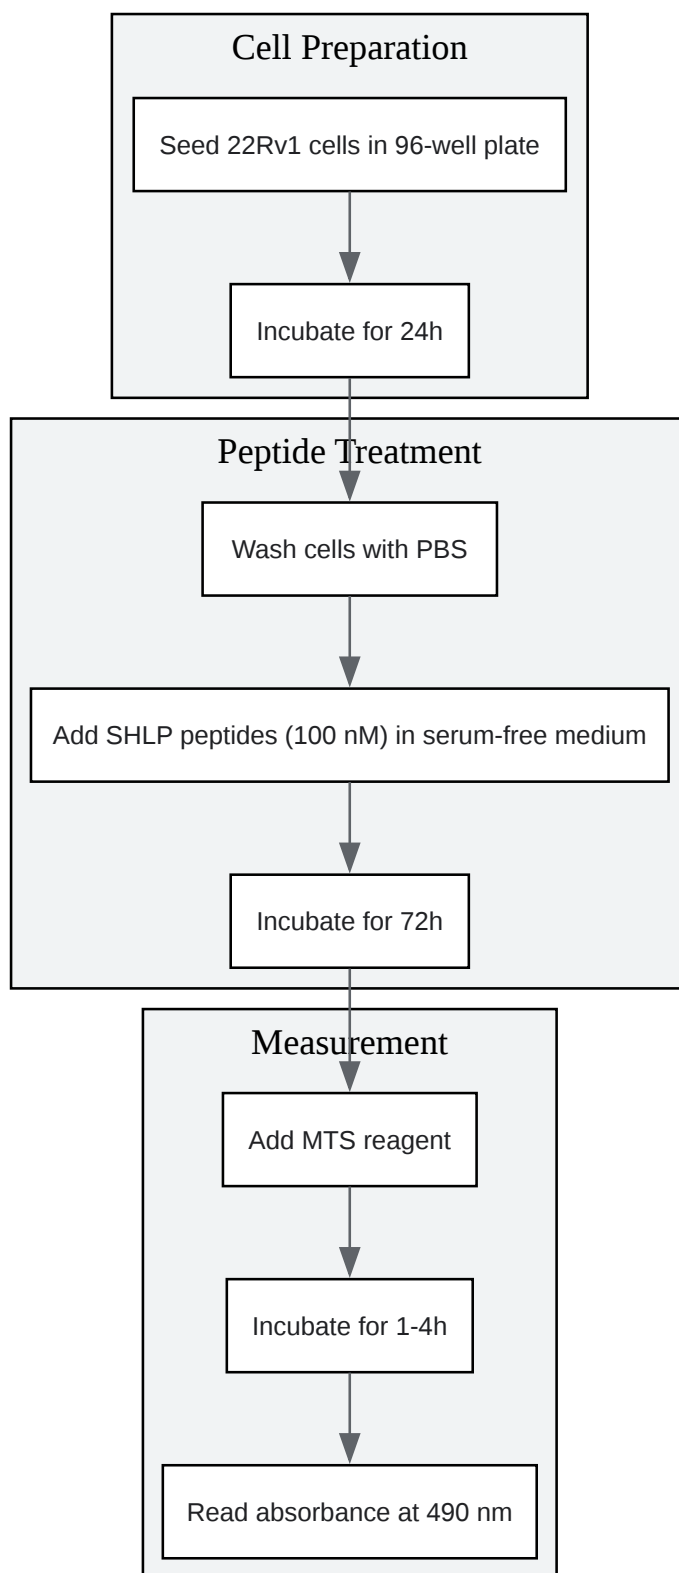 Cell Preparation
Seed 22Rv1 cells in 96-well plate
Incubate for 24h
Peptide Treatment
Wash cells with PBS
Add SHLP peptides (100 nM) in serum-free medium
Incubate for 72h
Measurement
Add MTS reagent
Incubate for 1-4h
Read absorbance at 490 nm